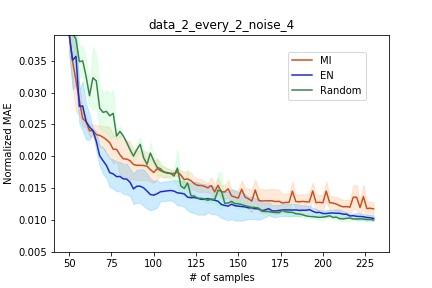 data_2_every_2_noise_4
MI
EN
Random
Normalized MAE
0.035
0.030
0.025
0.020
0.015
0.010
0.005
50 75 100 125 150 175 200 225
# of samples